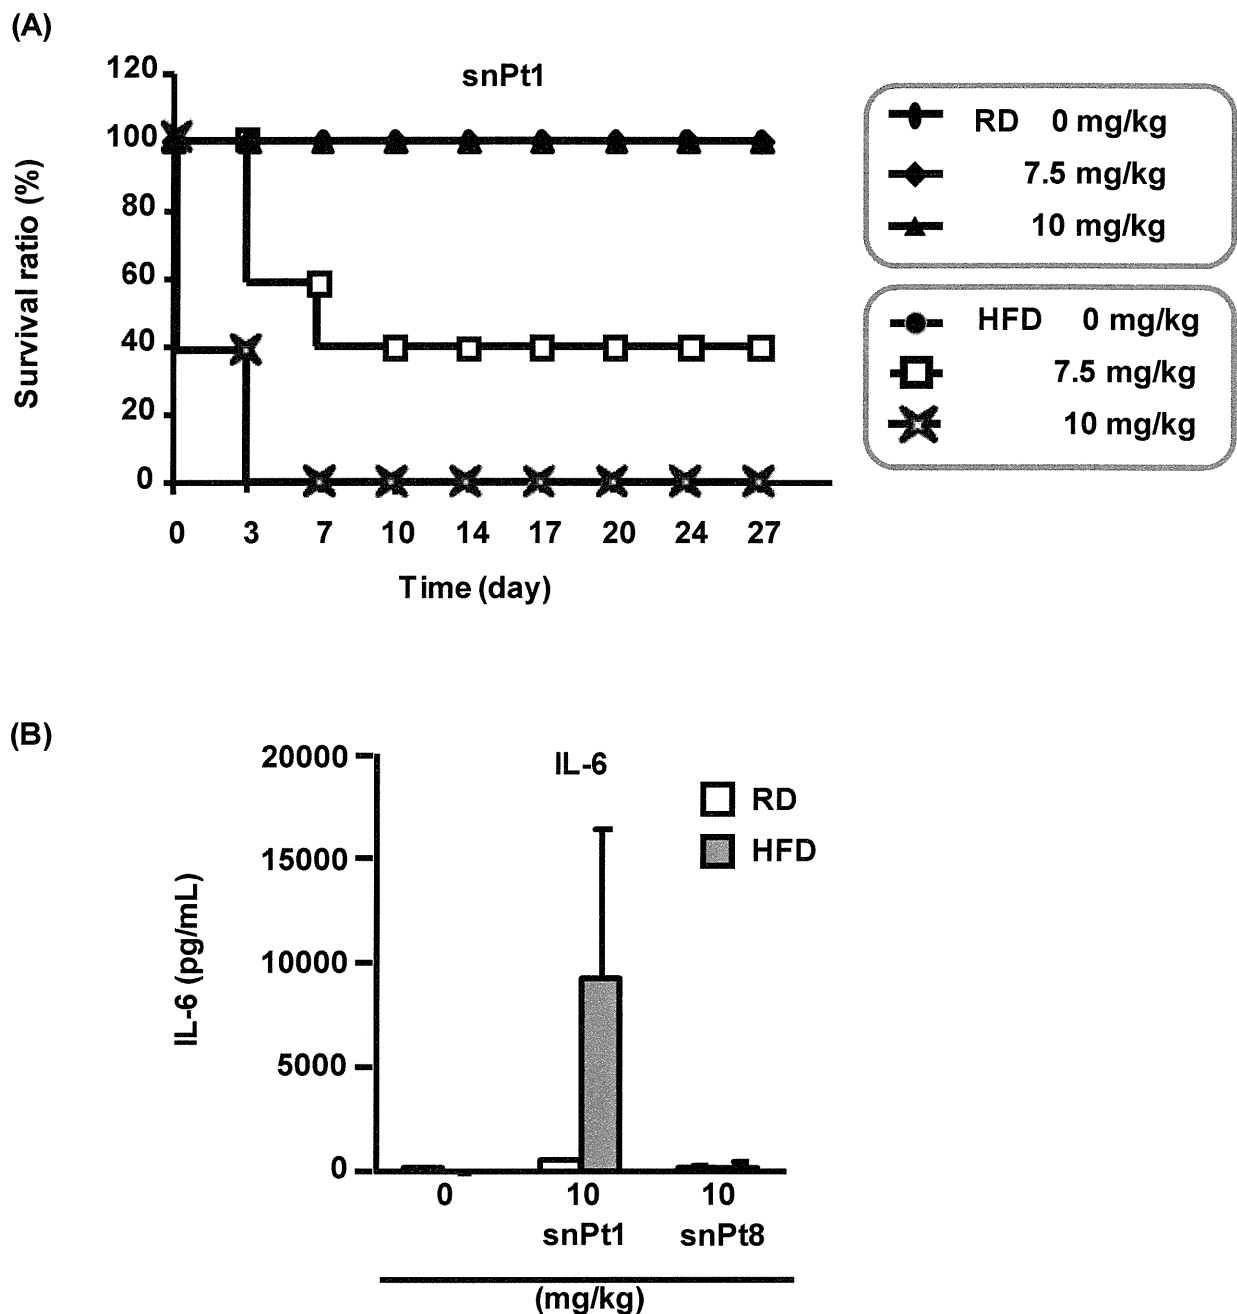 (A)
snPt1
120
100
80
60
40
20
0
Survival ratio (%)
0 3 7 10 14 17 20 24 27
Time (day)
RD 0 mg/kg
7.5 mg/kg
10 mg/kg
HFD 0 mg/kg
7.5 mg/kg
10 mg/kg
(B)
IL-6
20000
15000
10000
5000
0
IL-6 (pg/mL)
RD
HFD
0 10 10
snPt1 snPt8
(mg/kg)